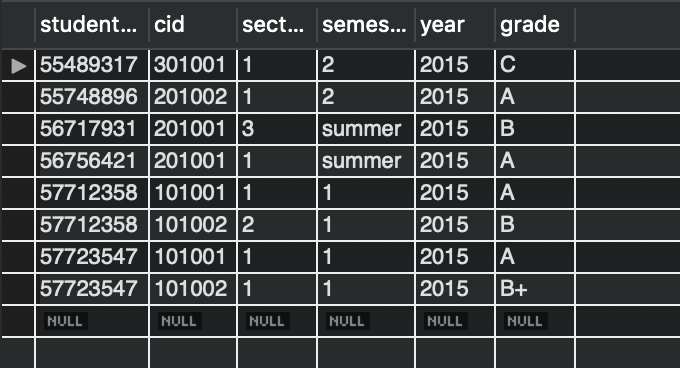 student... cid sect... semes... year grade
55489317 301001 1 2 2015 C
55748896 201002 1 2 2015 A
56717931 201001 3 summer 2015 B
56756421 201001 1 summer 2015 A
57712358 101001 1 1 2015 A
57712358 101002 2 1 2015 B
57723547 101001 1 1 2015 A
57723547 101002 1 1 2015 B+
NULL NULL NULL NULL NULL NULL